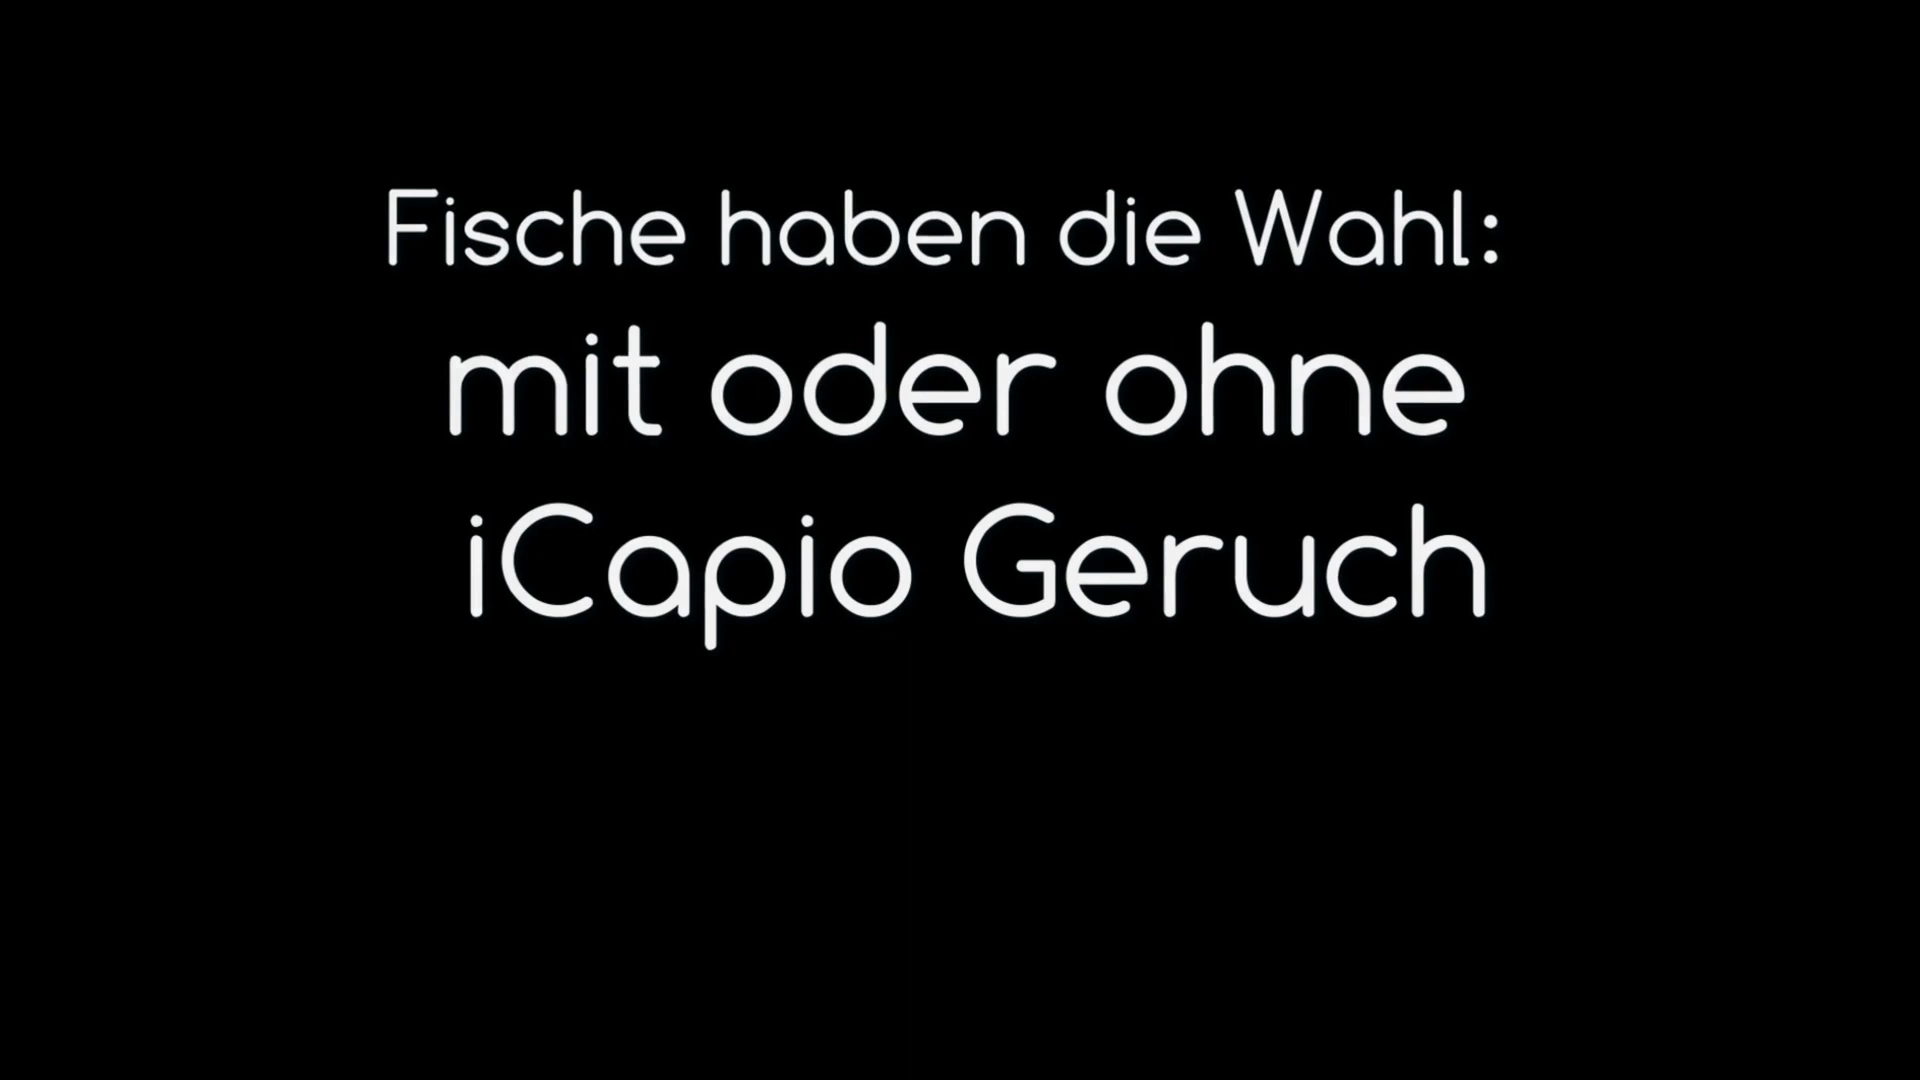 Fische haben die Wahl:
mit oder ohne
iCapio Geruch